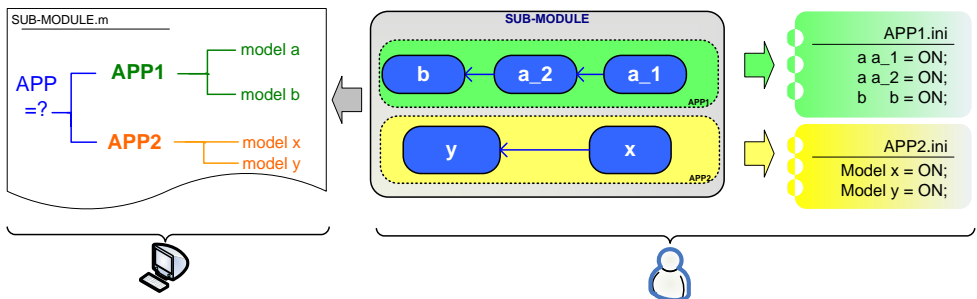 SUB-MODULE.m
APP
=?
APP1
model a
model b
APP2
model x
model y
SUB-MODULE
b
a_2
a_1
APP1
y
x
APP2
APP1.ini
a a_1 = ON;
a a_2 = ON;
b b = ON;
APP2.ini
Model x = ON;
Model y = ON;